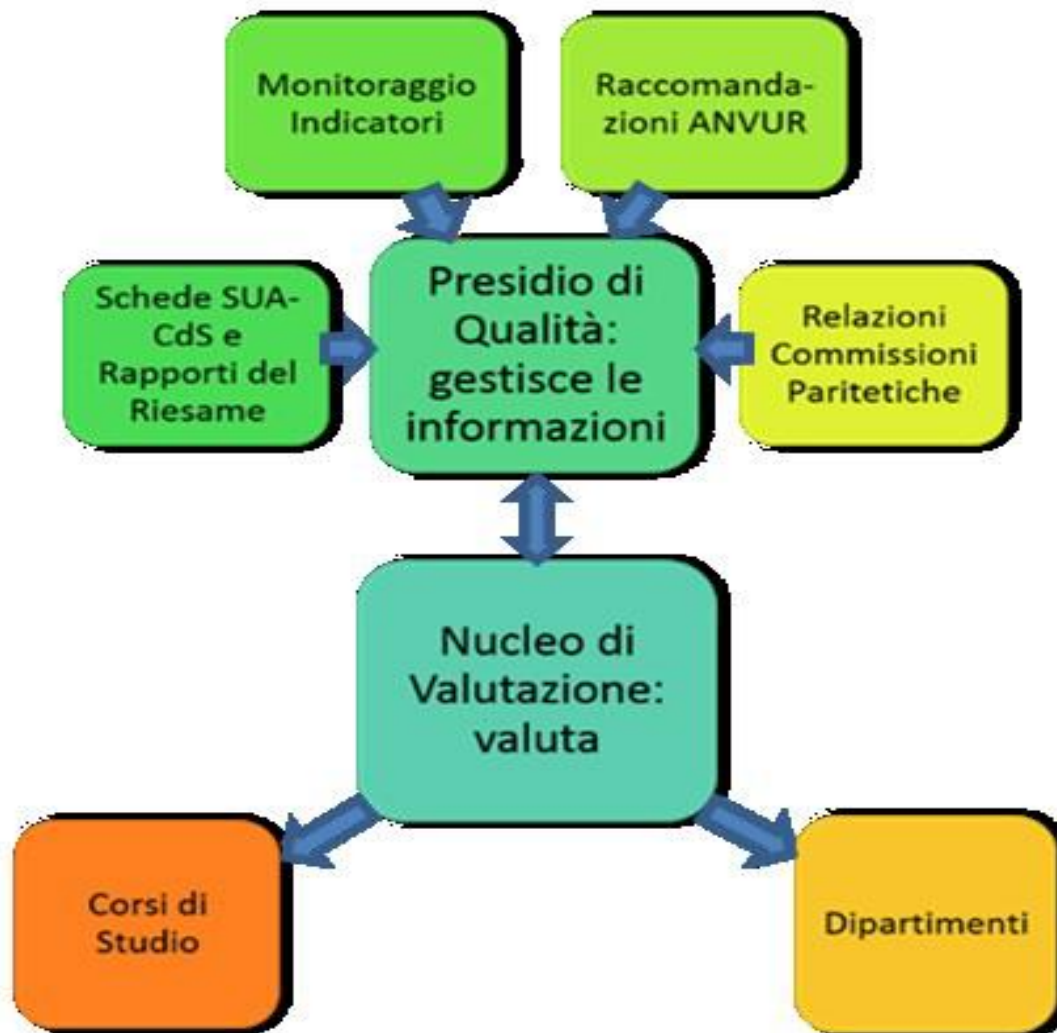 Monitoraggio
Indicatori
Raccomanda-
zioni ANVUR
Schede SUA-
CdS e
Rapporti del
Riesame
Presidio di
Qualità:
gestisce le
informazioni
Relazioni
Commissioni
Paritetiche
Nucleo di
Valutazione:
valuta
Corsi di
Studio
Dipartimenti